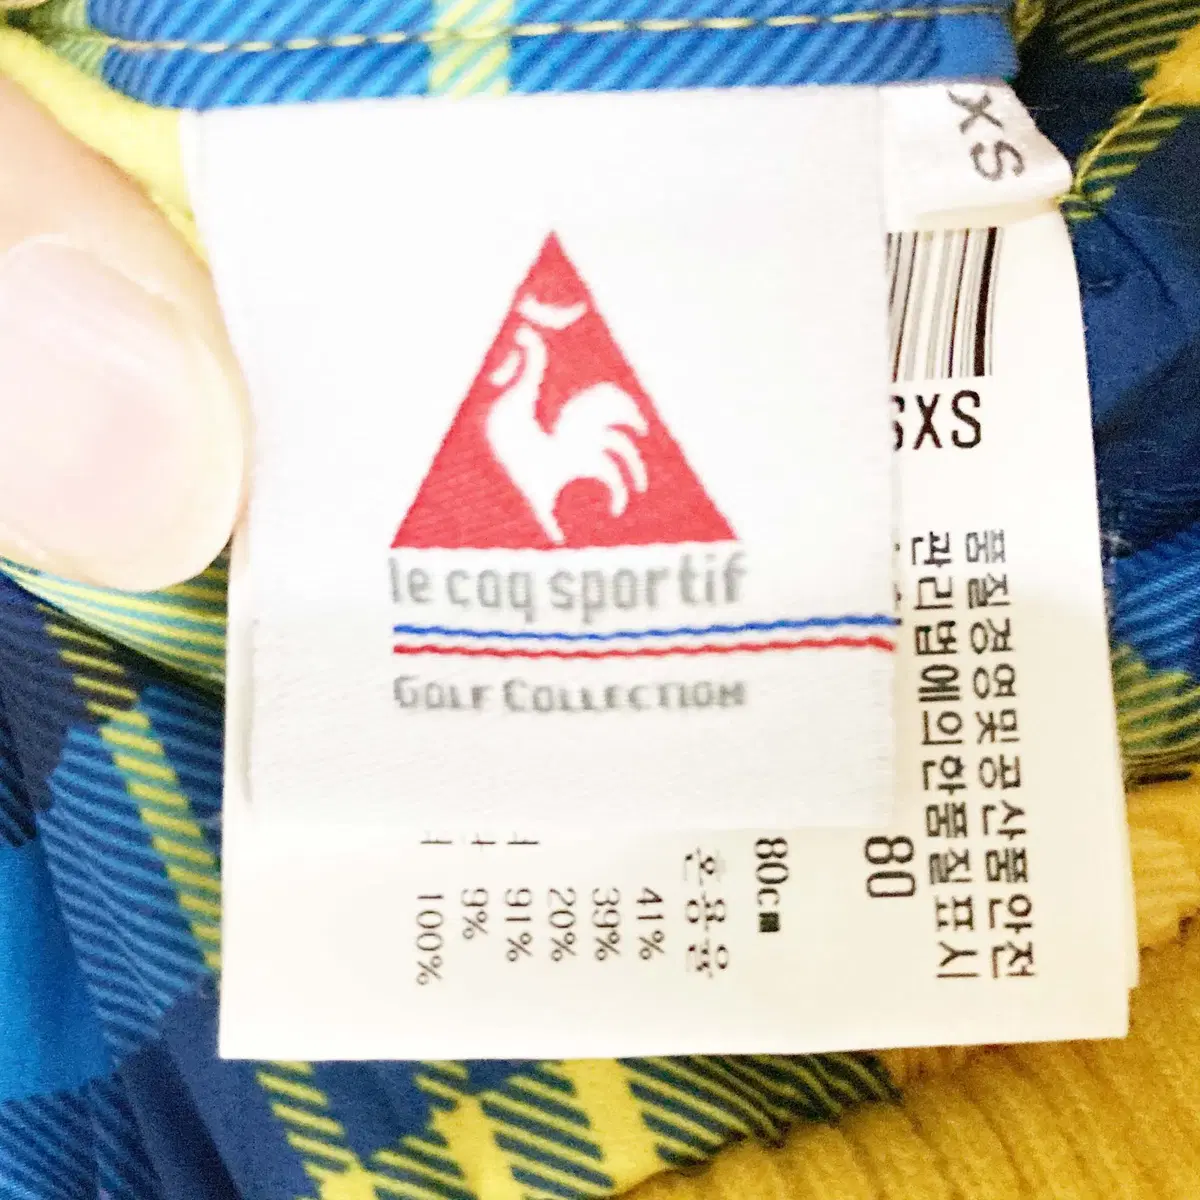 XS
le coq sportif
GOLF COLLECTION
SXS
품질경영및공산품안전
관리법에의한품질표시
80
80c㎡
혼용율
41%
39%
20%
91%
9%
100%